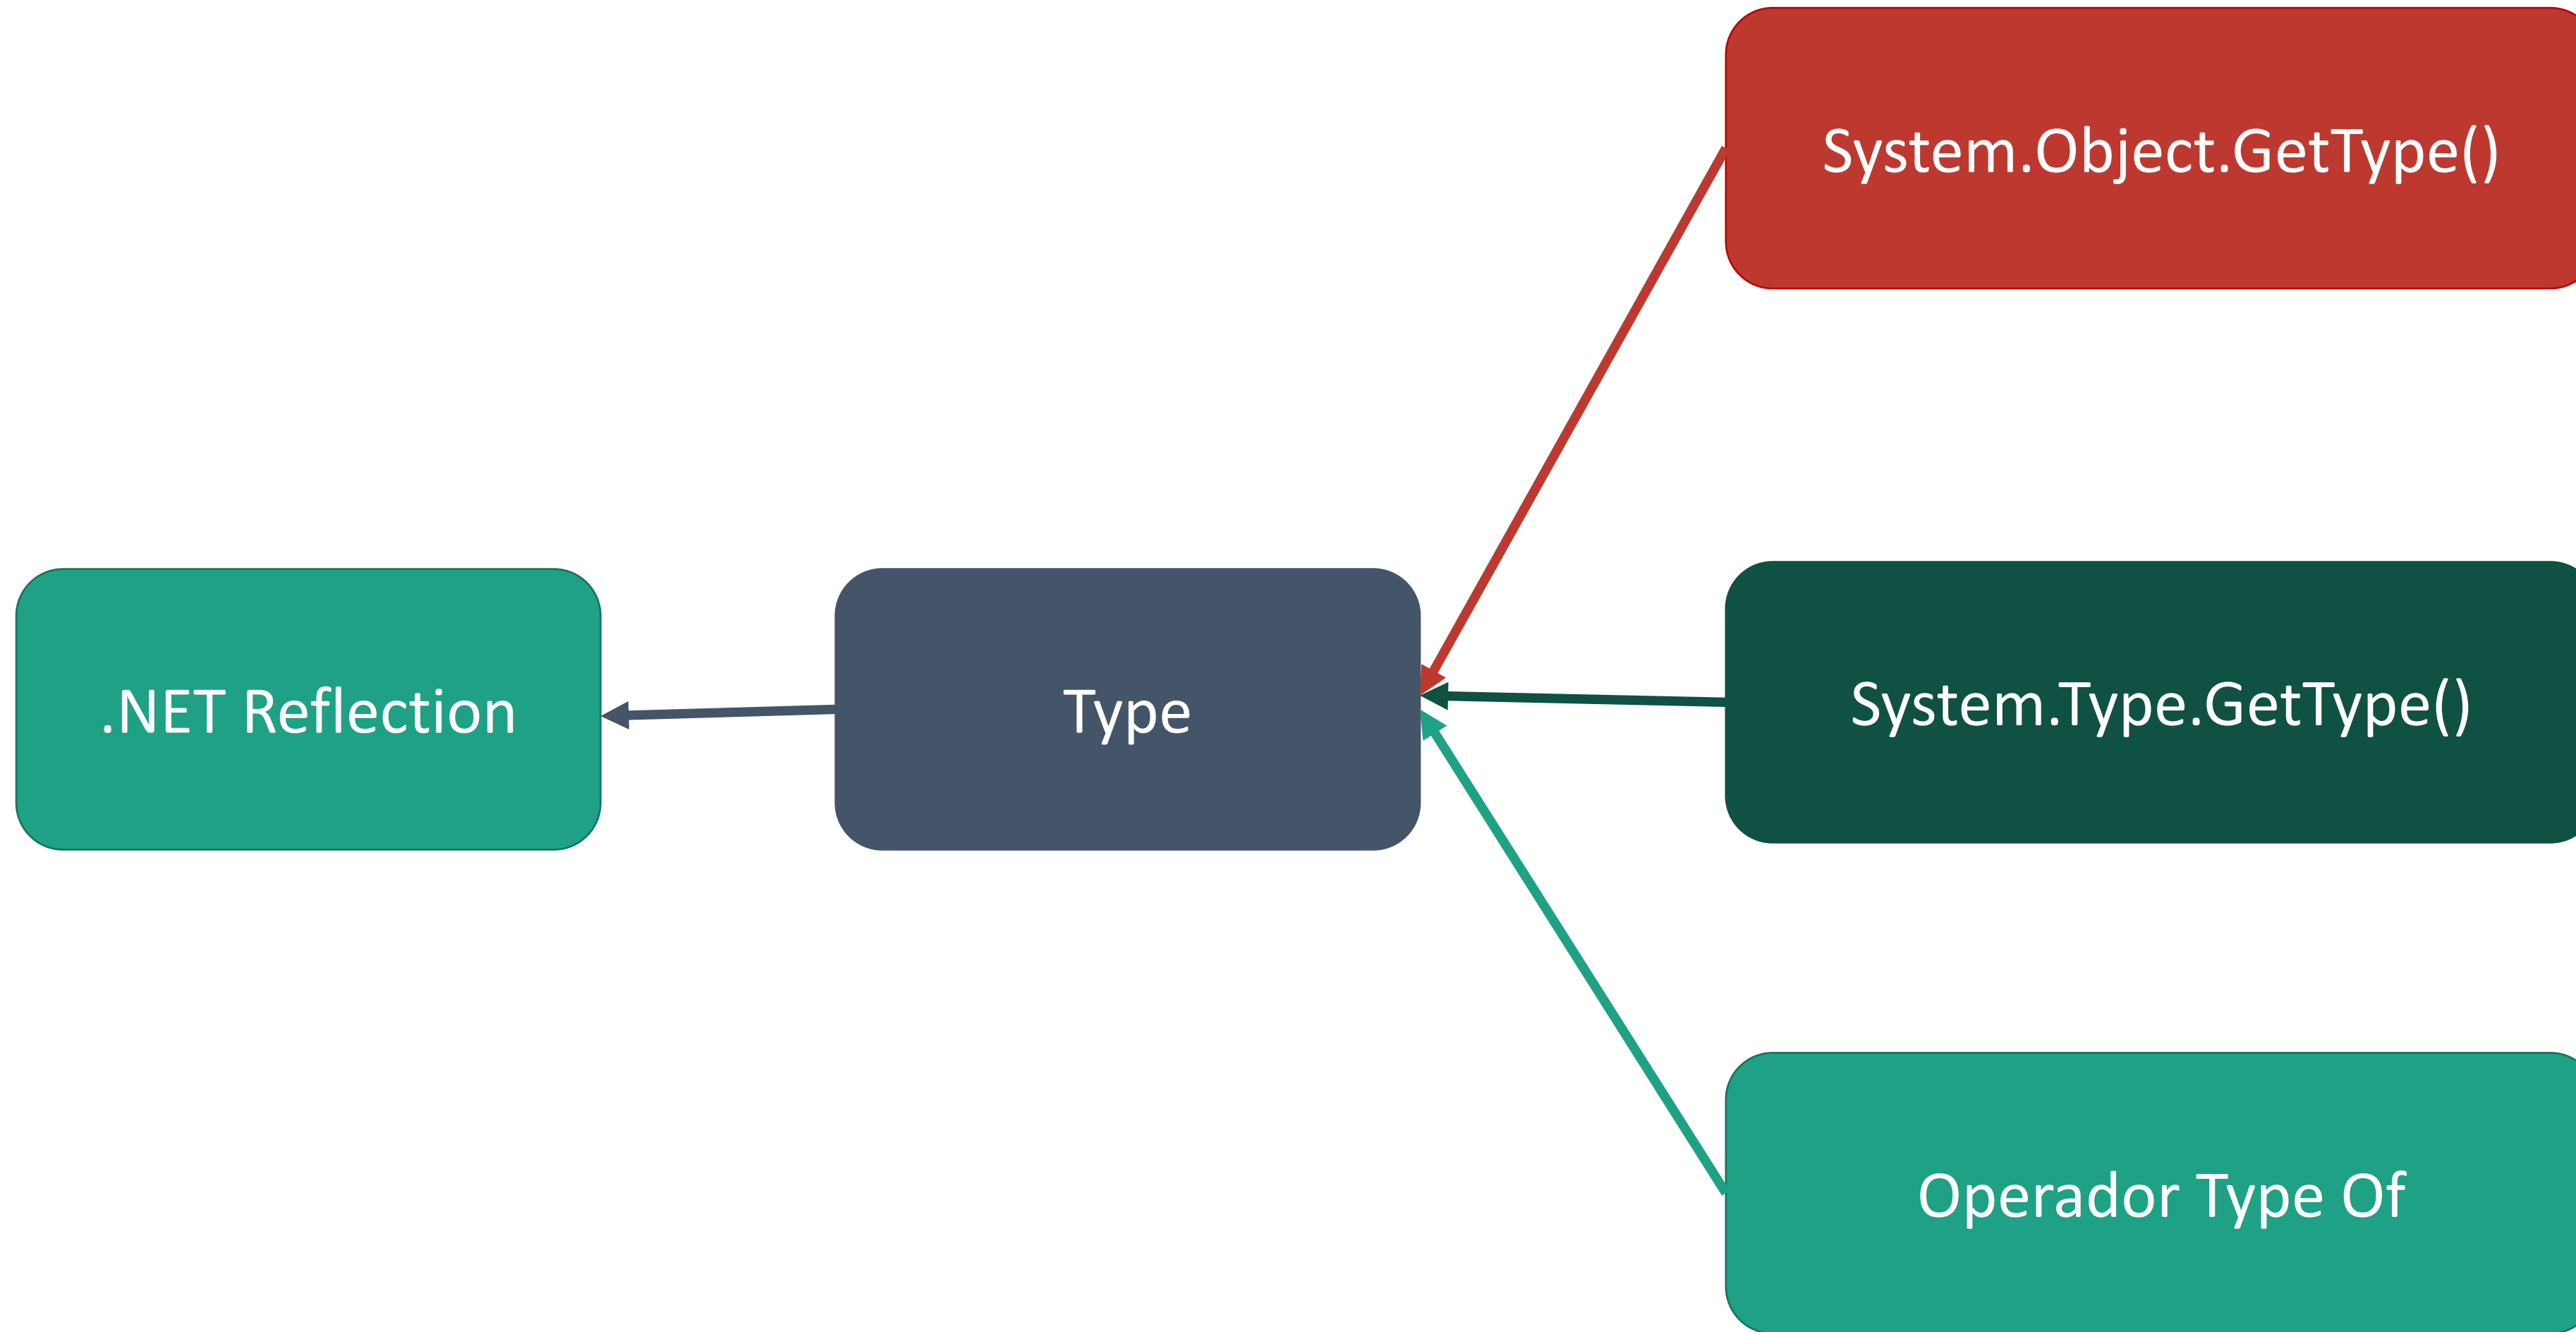 System.Object.GetType()
.NET Reflection
Type
System.Type.GetType()
Operador Type Of